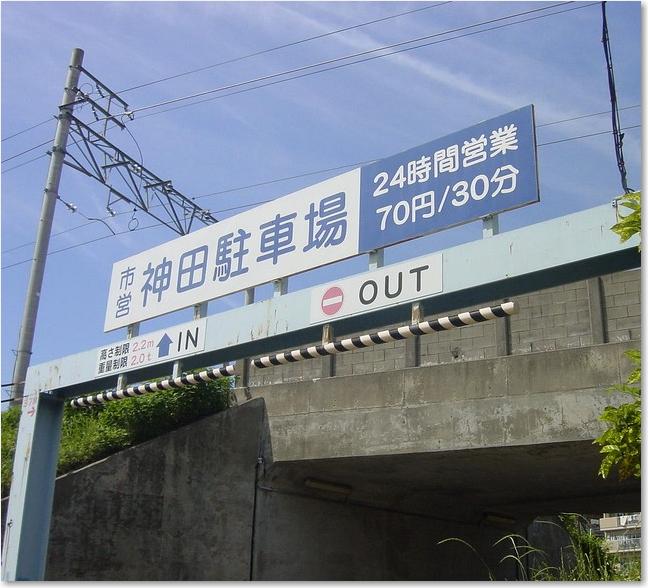 市営
神田駐車場
24時間営業
70円/30分
高さ制限 2.2m
重量制限 2.0t
IN
OUT